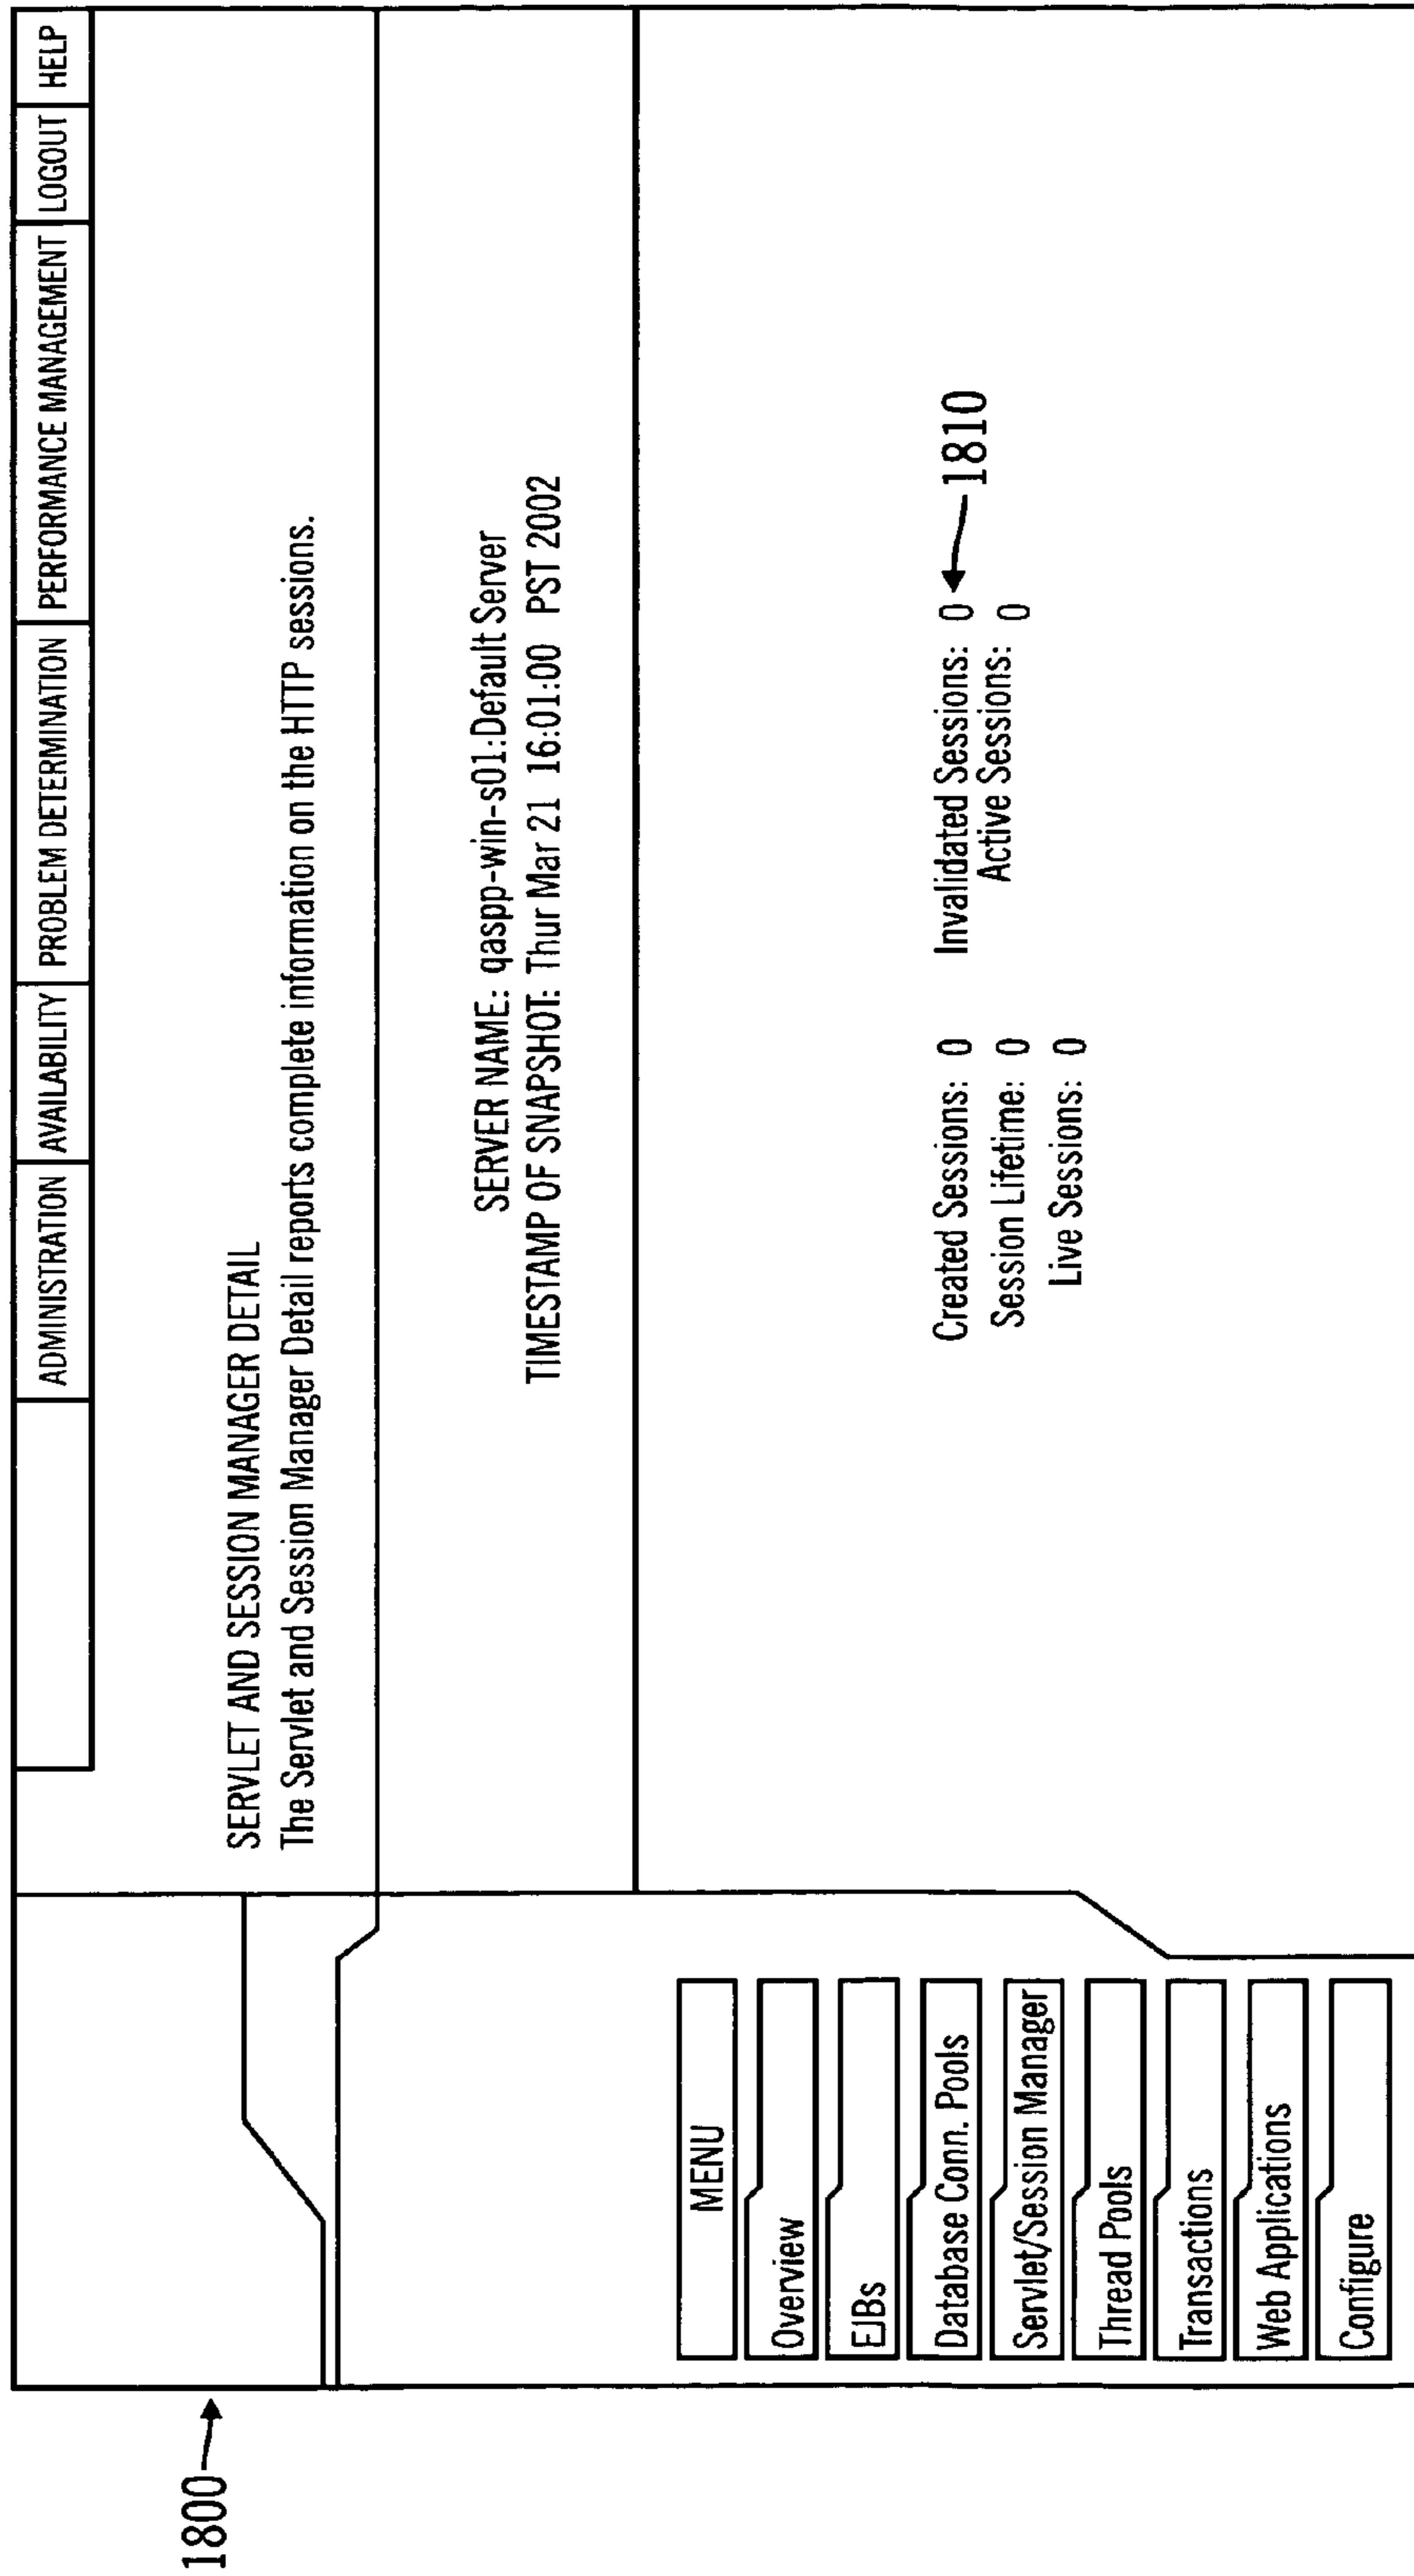 1800
ADMINISTRATION AVAILABILITY PROBLEM DETERMINATION PERFORMANCE MANAGEMENT LOGOUT HELP
SERVLET AND SESSION MANAGER DETAIL
The Servlet and Session Manager Detail reports complete information on the HTTP sessions.
SERVER NAME: qaspp-win-s01:Default Server
TIMESTAMP OF SNAPSHOT: Thur Mar 21 16:01:00 PST 2002
MENU
Overview
EJBs
Database Conn. Pools
Servlet/Session Manager
Thread Pools
Transactions
Web Applications
Configure
Created Sessions: 0 Invalidated Sessions: 0 1810
Session Lifetime: 0 Active Sessions: 0
Live Sessions: 0